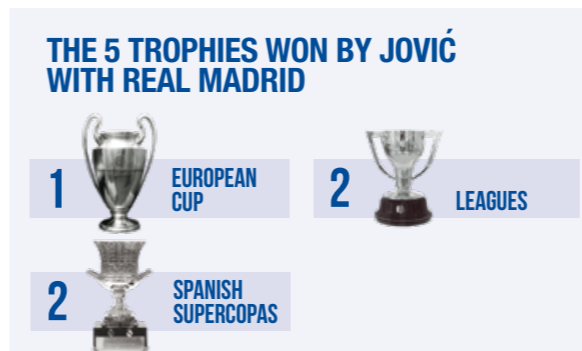 THE 5 TROPHIES WON BY JOVIĆ
WITH REAL MADRID
1
EUROPEAN
CUP
2
LEAGUES
2
SPANISH
SUPERCOPAS